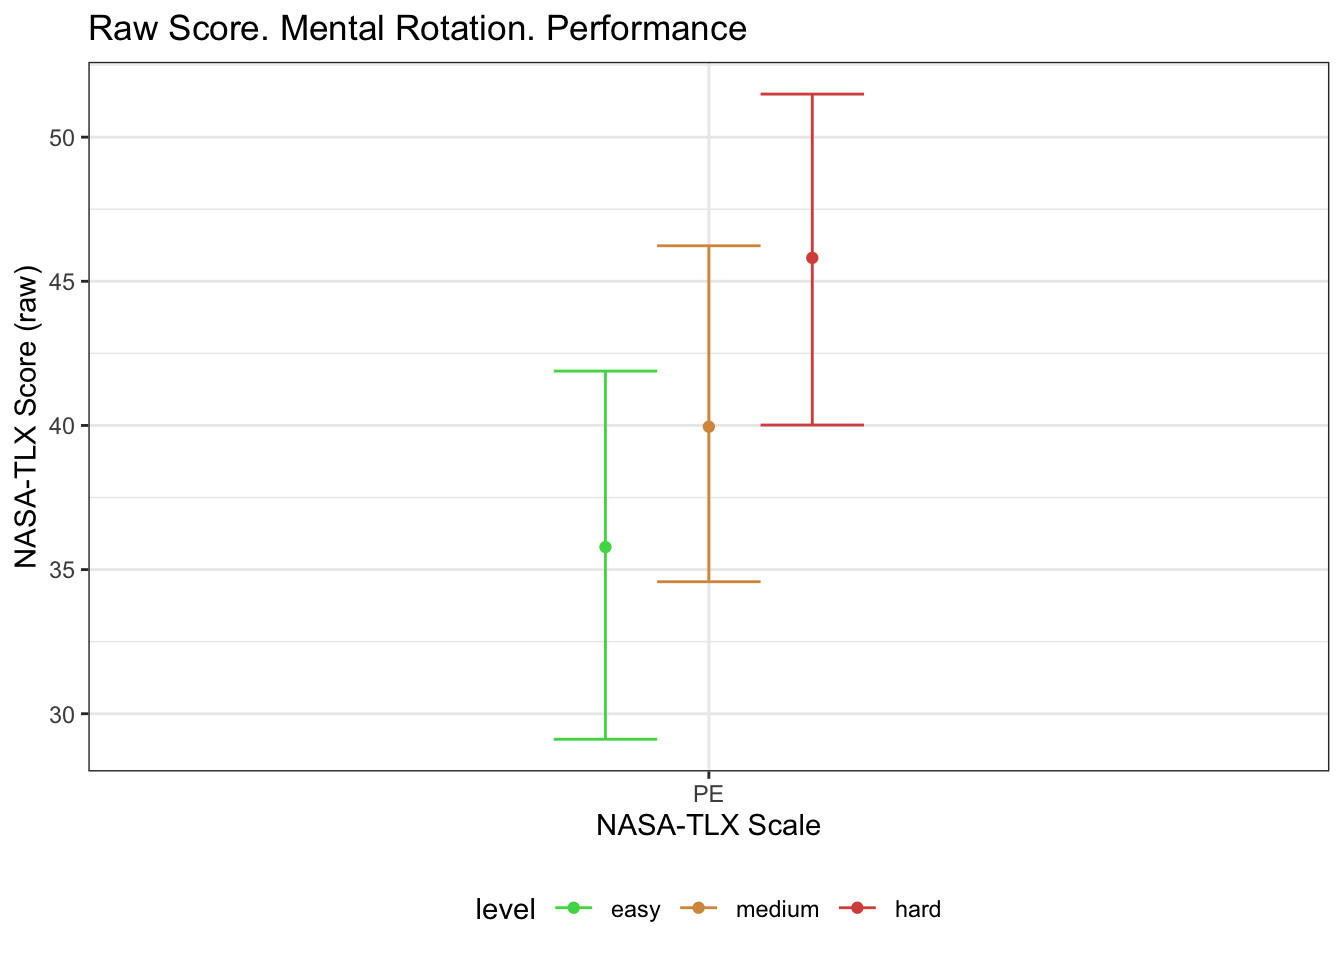 Raw Score. Mental Rotation. Performance
NASA-TLX Score (raw)
50
45
40
35
30
PE
NASA-TLX Scale
level easy medium hard